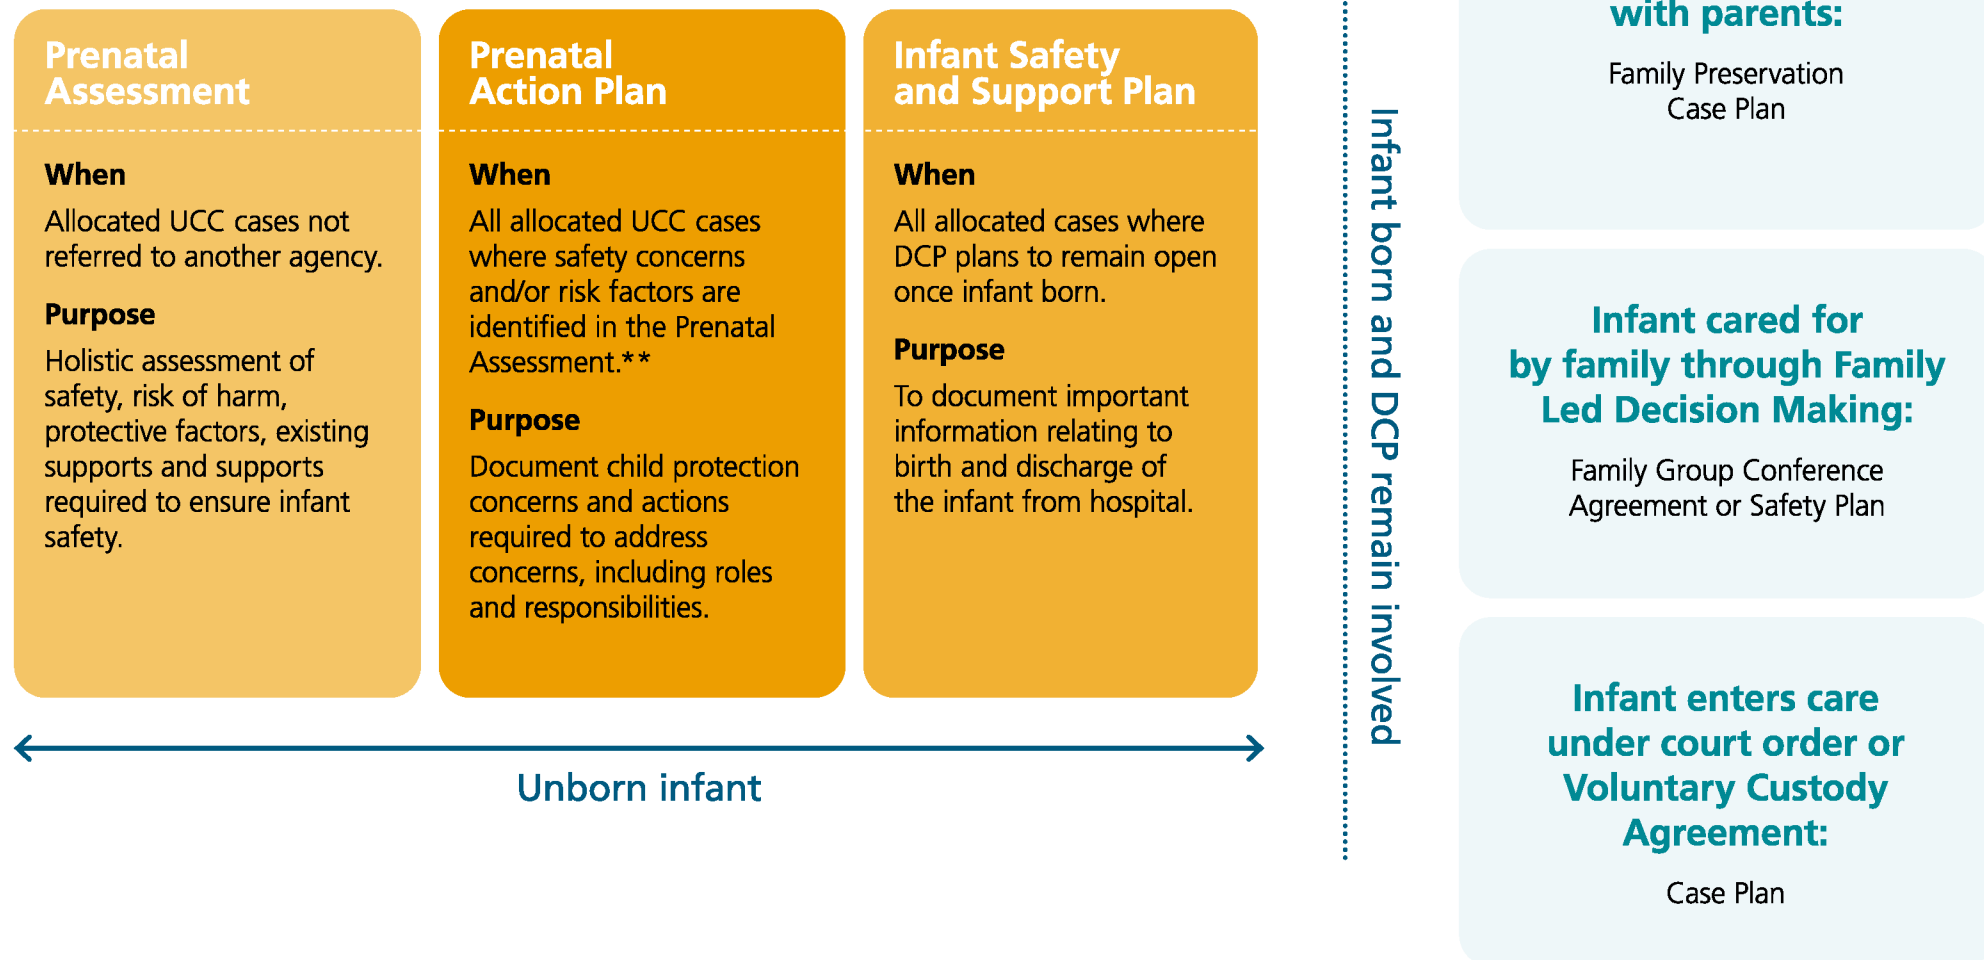 Prenatal
Assessment
When
Allocated UCC cases not
referred to another agency.
Purpose
Holistic assessment of
safety, risk of harm,
protective factors, existing
supports and supports
required to ensure infant
safety.
Prenatal
Action Plan
When
All allocated UCC cases
where safety concerns
and/or risk factors are
identified in the Prenatal
Assessment.**
Purpose
Document child protection
concerns and actions
required to address
concerns, including roles
and responsibilities.
Infant Safety
and Support Plan
When
All allocated cases where
DCP plans to remain open
once infant born.
Purpose
To document important
information relating to
birth and discharge of
the infant from hospital.
Unborn infant
Infant born and DCP remain involved
with parents:
Family Preservation
Case Plan
Infant cared for
by family through Family
Led Decision Making:
Family Group Conference
Agreement or Safety Plan
Infant enters care
under court order or
Voluntary Custody
Agreement:
Case Plan